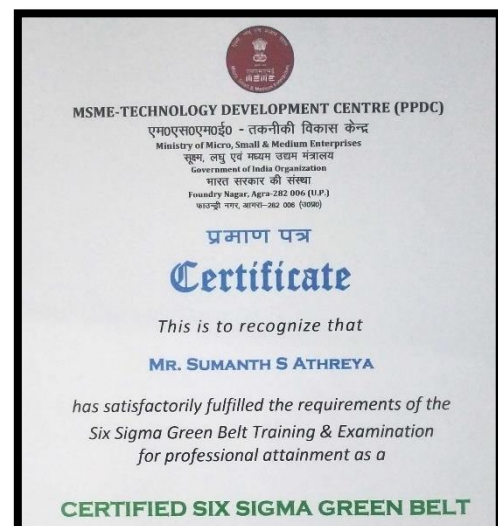 MSME-TECHNOLOGY DEVELOPMENT CENTRE (PPDC)
एम०एस०एम०ई० - तकनीकी विकास केन्द्र
Ministry of Micro, Small & Medium Enterprises
सूक्ष्म, लघु एवं मध्यम उद्यम मंत्रालय
Government of India Organization
भारत सरकार की संस्था
Foundry Nagar, Agra-282 006 (U.P.)
फाउन्ड्री नगर, आगरा-282 006 (उ०प्र०)
प्रमाण पत्र
Certificate
This is to recognize that
MR. SUMANTH S ATHREYA
has satisfactorily fulfilled the requirements of the
Six Sigma Green Belt Training & Examination
for professional attainment as a
CERTIFIED SIX SIGMA GREEN BELT